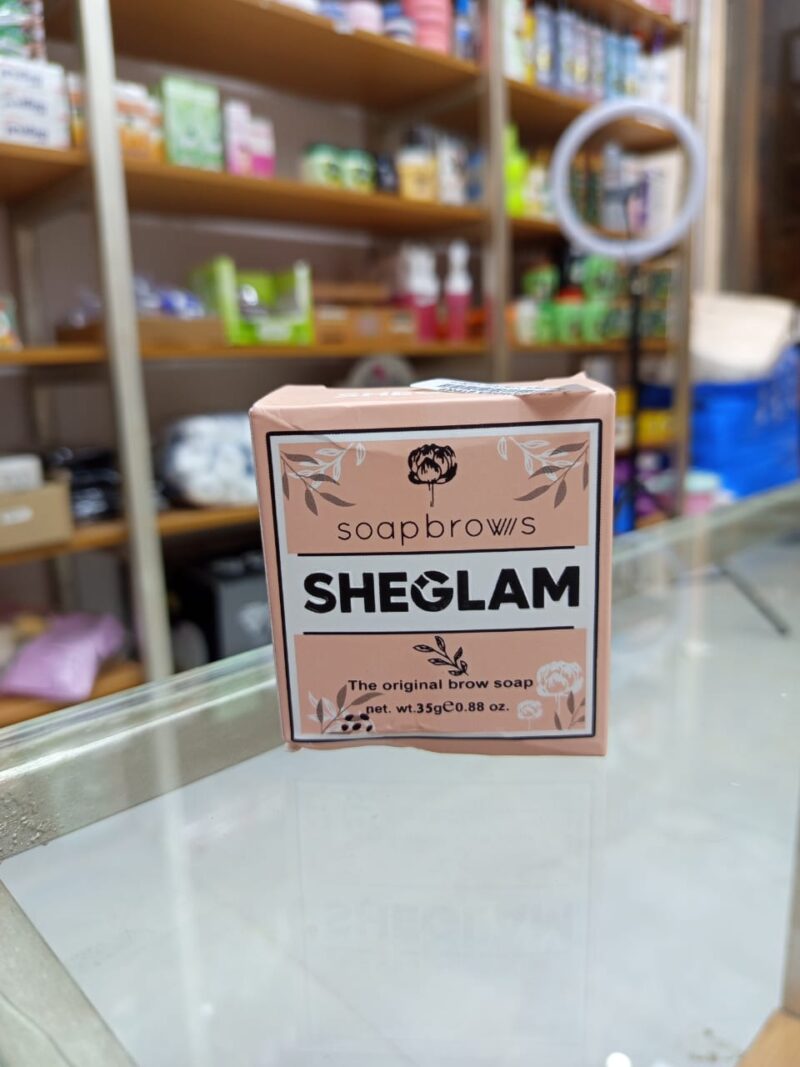 soapbrows
SHEGLAM
The original brow soap
net. wt.35g℮0.88 oz.